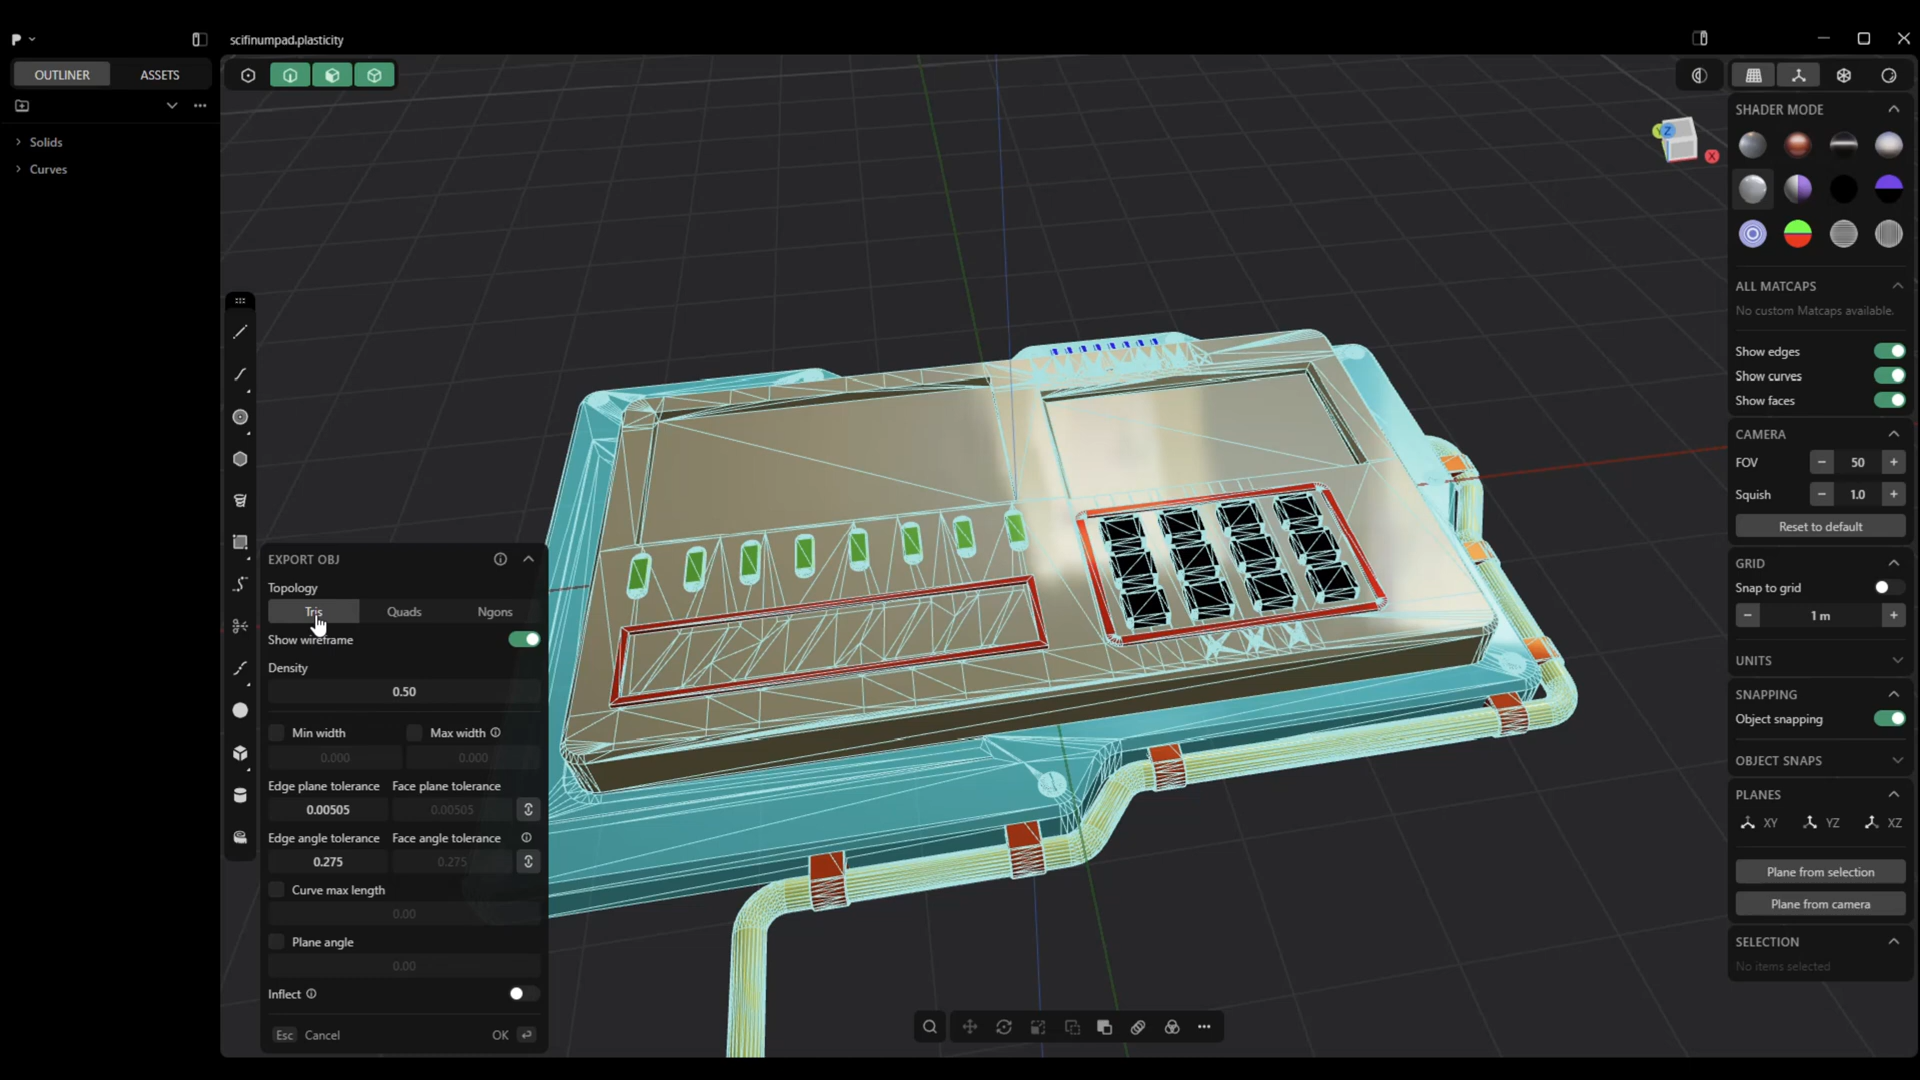 scifinumpad.plasticity
OUTLINER
ASSETS
Solids
Curves
EXPORT OBJ
Topology
Tris
Quads
Ngons
Show wireframe
Density
0.50
Min width
Max width
0.000
0.000
Edge plane tolerance
Face plane tolerance
0.00505
0.00505
Edge angle tolerance
Face angle tolerance
0.275
0.275
Curve max length
0.00
Plane angle
0.00
Inflect
Esc Cancel
OK
Y Z
X
SHADER MODE
ALL MATCAPS
No custom Matcaps available.
Show edges
Show curves
Show faces
CAMERA
FOV
50
Squish
1.0
Reset to default
GRID
Snap to grid
1 m
UNITS
SNAPPING
Object snapping
OBJECT SNAPS
PLANES
XY
YZ
XZ
Plane from selection
Plane from camera
SELECTION
No items selected